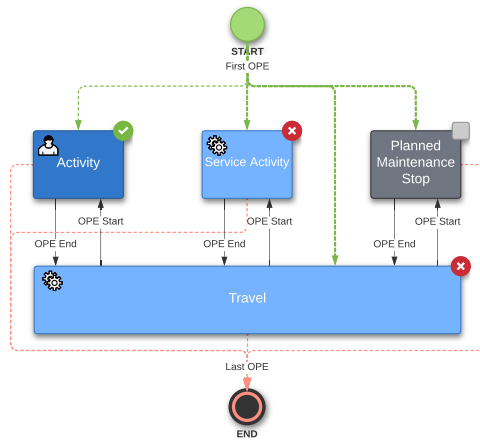 START
First OPE
Activity
Service Activity
Planned
Maintenance
Stop
OPE Start
OPE Start
OPE Start
OPE End
OPE End
OPE End
Travel
Last OPE
END